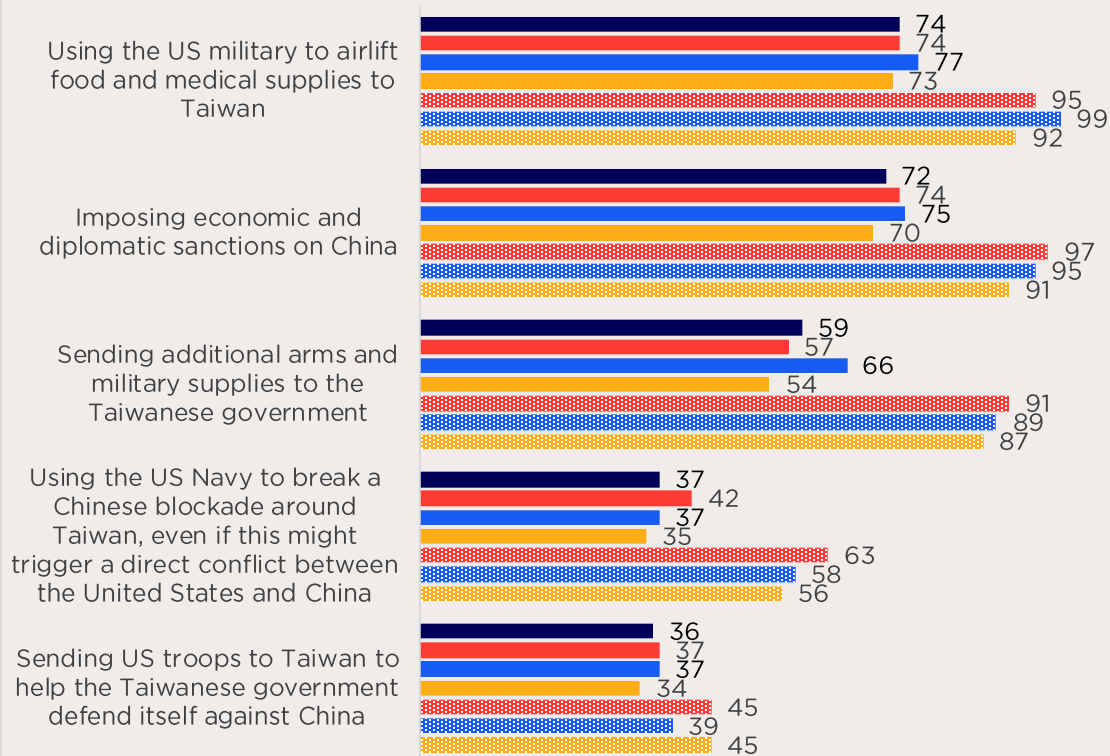 Using the US military to airlift
food and medical supplies to
Taiwan
74
74
77
73
95
99
92
Imposing economic and
diplomatic sanctions on China
72
74
75
70
97
95
91
Sending additional arms and
military supplies to the
Taiwanese government
59
57
66
54
91
89
87
Using the US Navy to break a
Chinese blockade around
Taiwan, even if this might
trigger a direct conflict between
the United States and China
37
42
37
35
63
58
56
Sending US troops to Taiwan to
help the Taiwanese government
defend itself against China
36
37
37
34
45
39
45